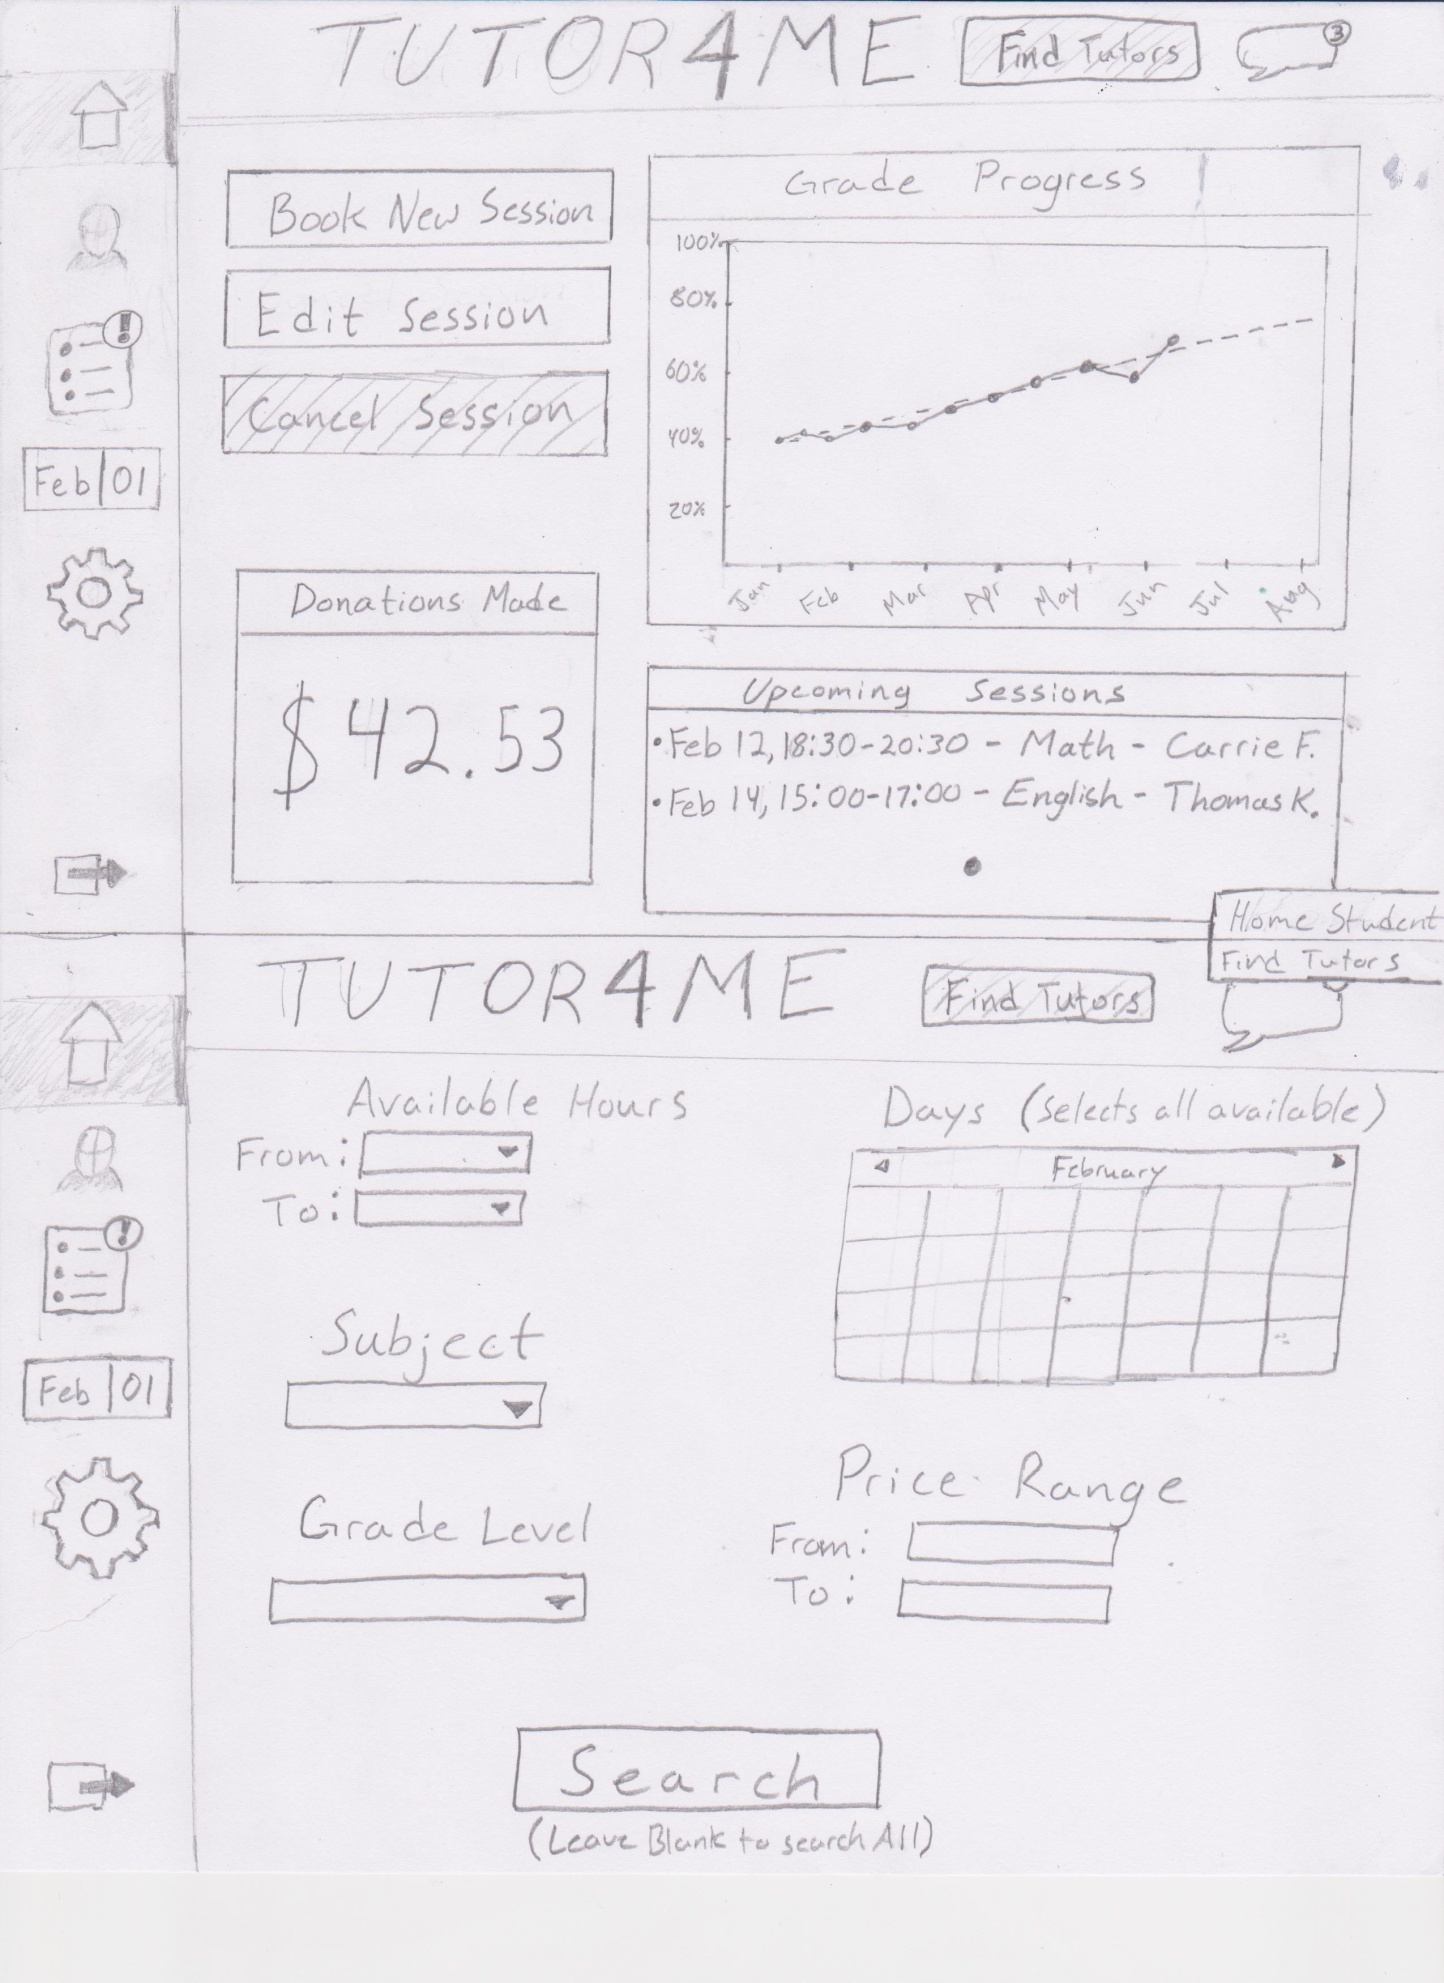 TUTOR4ME Find Tutors 3
Book New Session
Edit Session
Cancel Session
Grade Progress
100%
80%
60%
40%
20%
Jan Feb Mar Apr May Jun Jul Aug
!
Feb|01
Donations Made
$42.53
Upcoming Sessions
•Feb 12, 18:30-20:30 - Math - Carrie F.
•Feb 14, 15:00-17:00 - English - Thomas K.
Home Student
Find Tutors
TUTOR4ME Find Tutors
Available Hours
From:
To:
Days (selects all available)
February
!
Subject
Feb|01
Grade Level
Price Range
From:
To:
Search
(Leave Blank to search All)